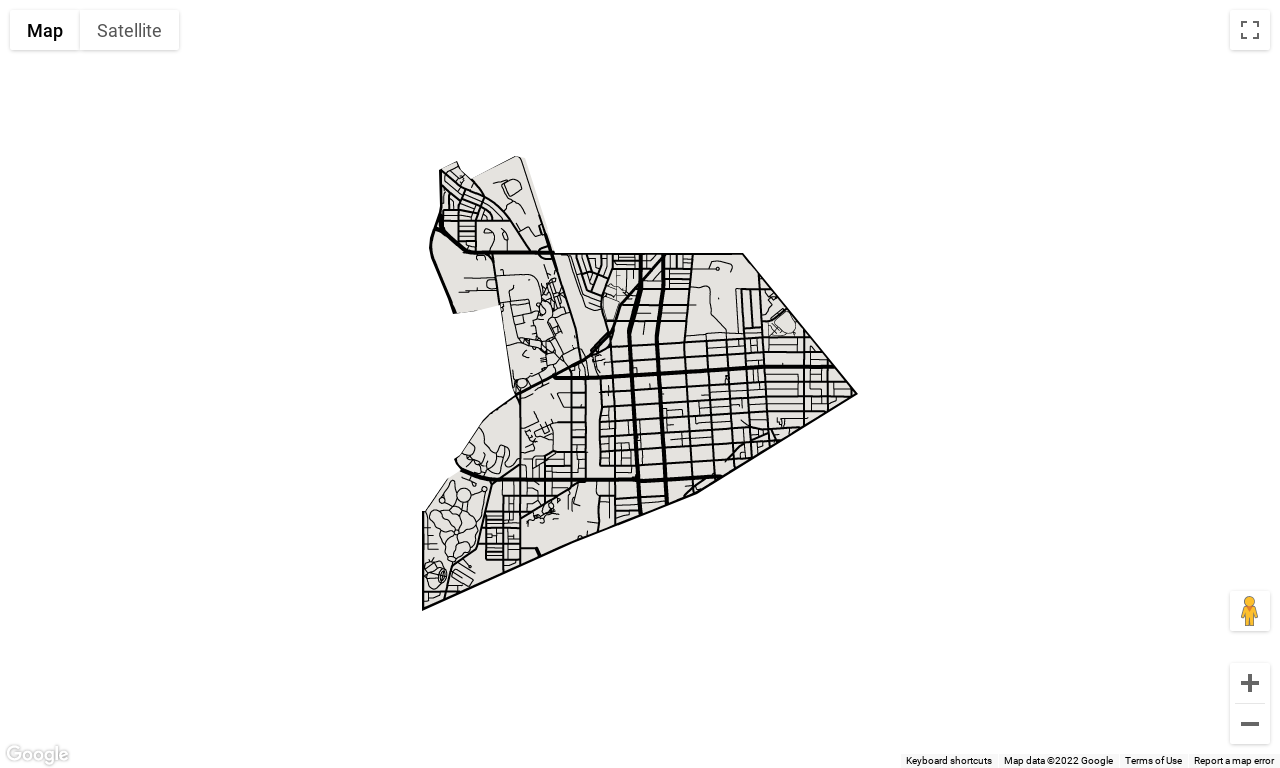 Map Satellite
Google
Keyboard shortcuts Map data ©2022 Google Terms of Use Report a map error